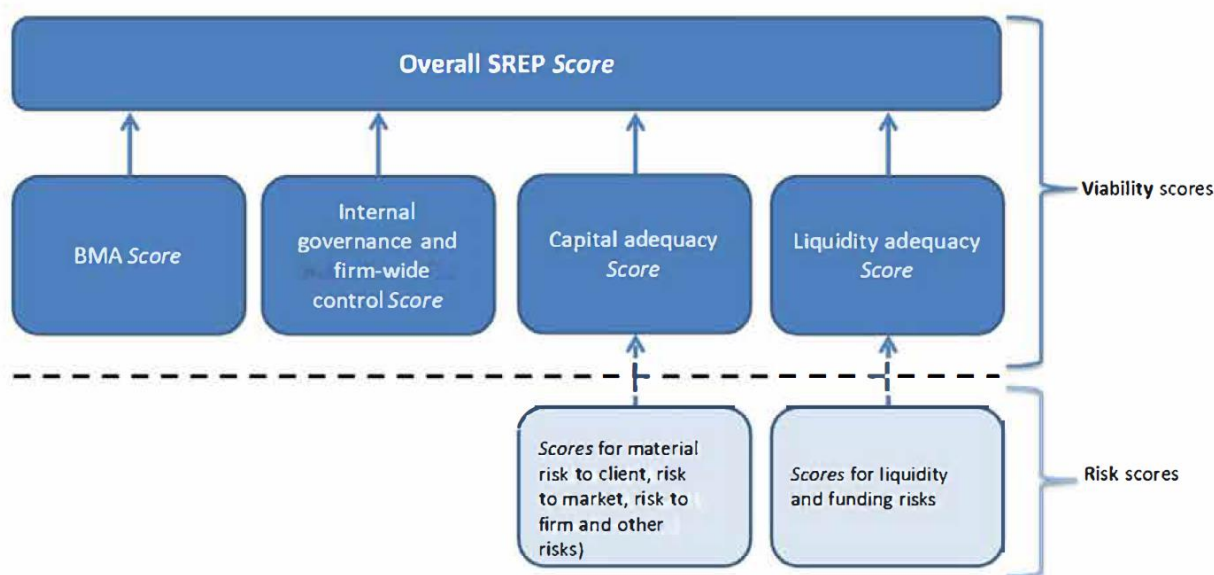 Overall SREP Score
BMA Score
Internal
governance and
firm-wide
control Score
Capital adequacy
Score
Liquidity adequacy
Score
Viability scores
Scores for material
risk to client, risk
to market, risk to
firm and other
risks)
Scores for liquidity
and funding risks
Risk scores